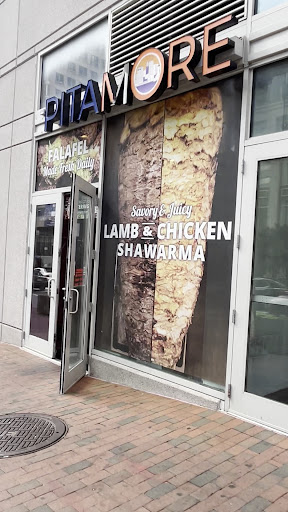 PITAMORE
FALAFEL
Made Fresh Daily
Savory & Juicy
LAMB & CHICKEN
SHAWARMA